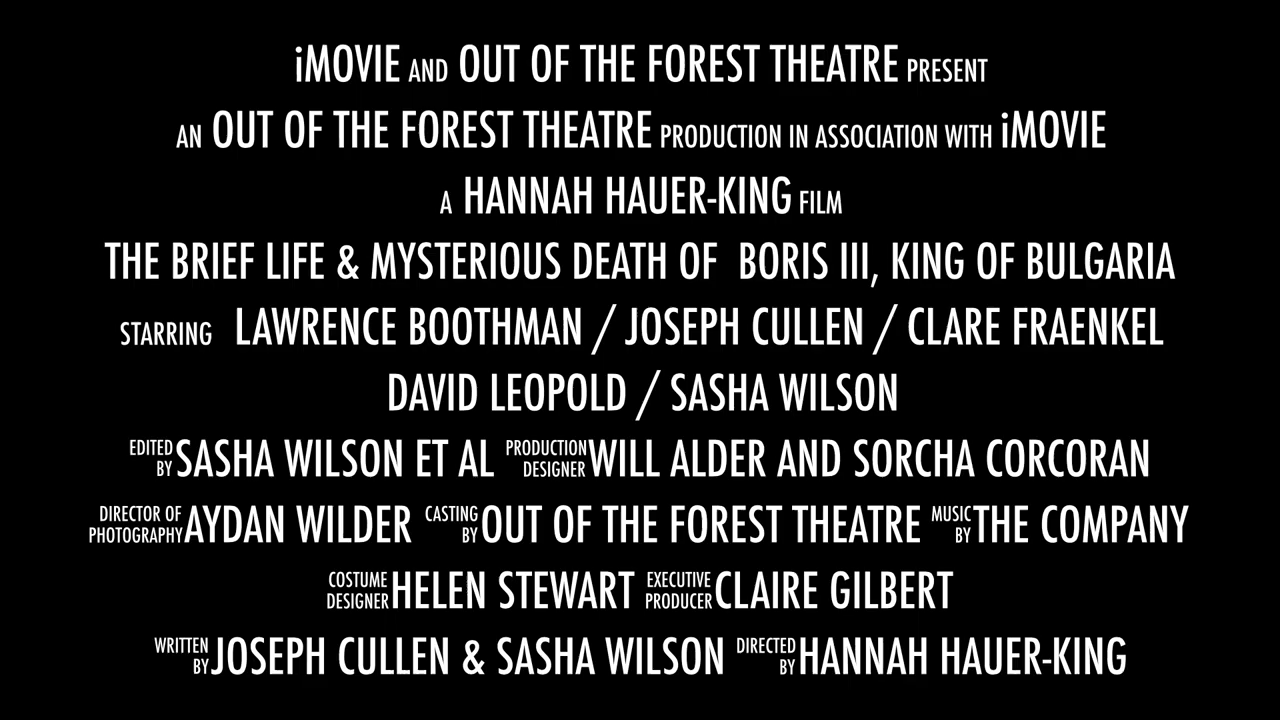 iMOVIE AND OUT OF THE FOREST THEATRE PRESENT
AN OUT OF THE FOREST THEATRE PRODUCTION IN ASSOCIATION WITH iMOVIE
A HANNAH HAUER-KING FILM
THE BRIEF LIFE & MYSTERIOUS DEATH OF BORIS III, KING OF BULGARIA
STARRING LAWRENCE BOOTHMAN / JOSEPH CULLEN / CLARE FRAENKEL
DAVID LEOPOLD / SASHA WILSON
EDITED BY SASHA WILSON ET AL PRODUCTION DESIGNER WILL ALDER AND SORCHA CORCORAN
DIRECTOR OF PHOTOGRAPHY AYDAN WILDER CASTING BY OUT OF THE FOREST THEATRE MUSIC BY THE COMPANY
COSTUME DESIGNER HELEN STEWART EXECUTIVE PRODUCER CLAIRE GILBERT
WRITTEN BY JOSEPH CULLEN & SASHA WILSON DIRECTED BY HANNAH HAUER-KING